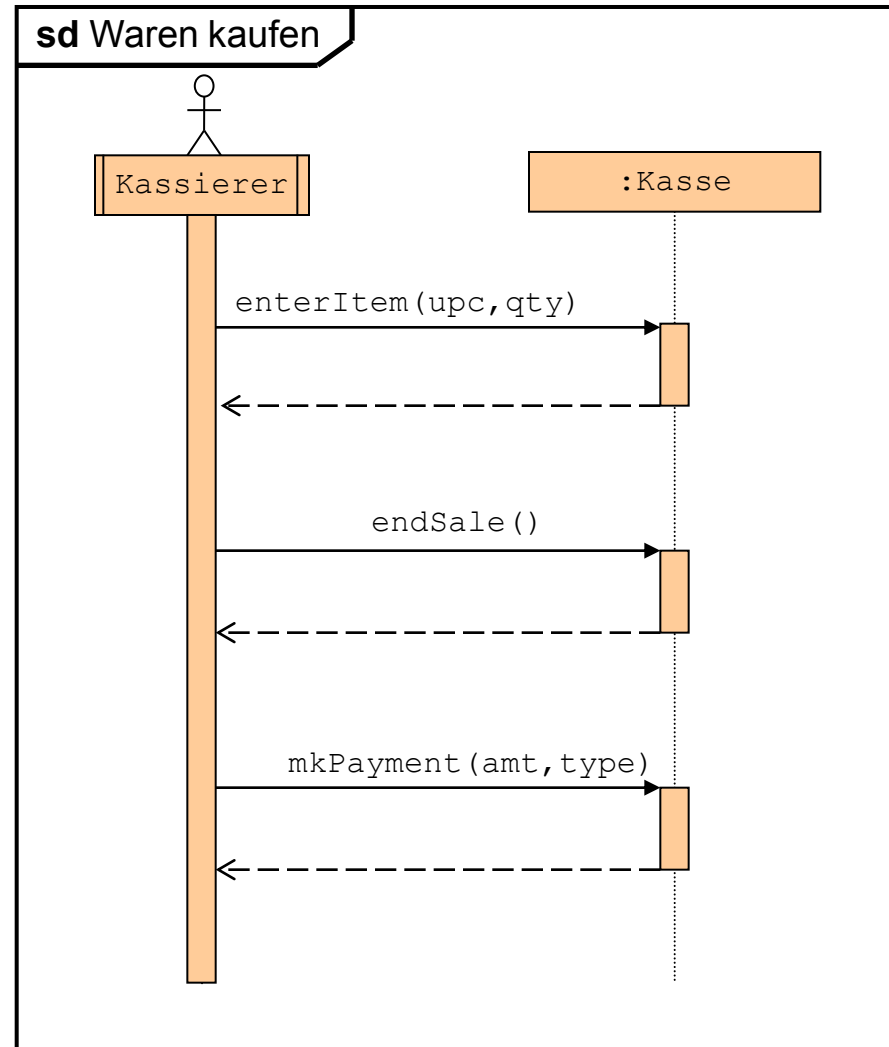 sd Waren kaufen
Kassierer
:Kasse
enterItem(upc,qty)
endSale()
mkPayment(amt,type)